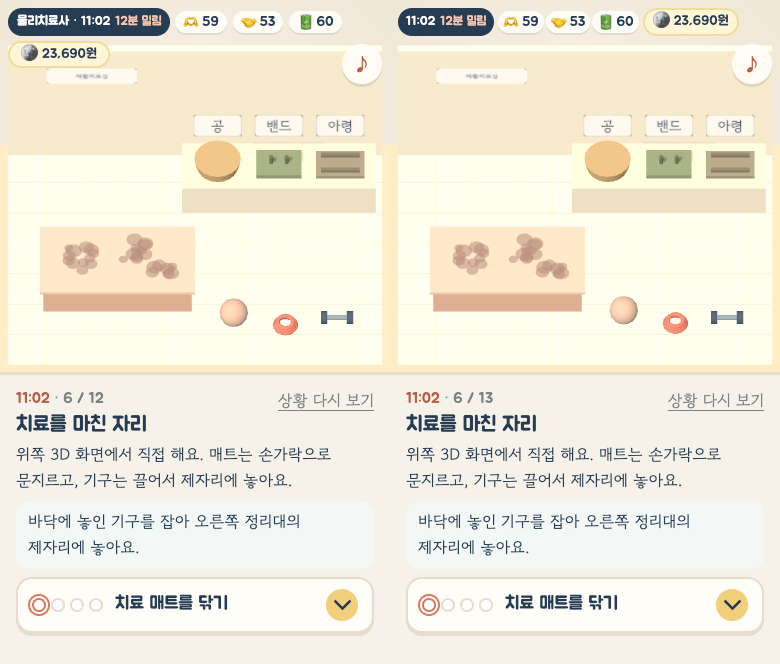 물리치료사 · 11:02 12분 밀림 59 53 60
23,690원
공 밴드 아령
11:02 · 6 / 12 상황 다시 보기
치료를 마친 자리
위쪽 3D 화면에서 직접 해요. 매트는 손가락으로
문지르고, 기구는 끌어서 제자리에 놓아요.
바닥에 놓인 기구를 잡아 오른쪽 정리대의
제자리에 놓아요.
치료 매트를 닦기
11:02 12분 밀림 59 53 60 23,690원
공 밴드 아령
11:02 · 6 / 13 상황 다시 보기
치료를 마친 자리
위쪽 3D 화면에서 직접 해요. 매트는 손가락으로
문지르고, 기구는 끌어서 제자리에 놓아요.
바닥에 놓인 기구를 잡아 오른쪽 정리대의
제자리에 놓아요.
치료 매트를 닦기